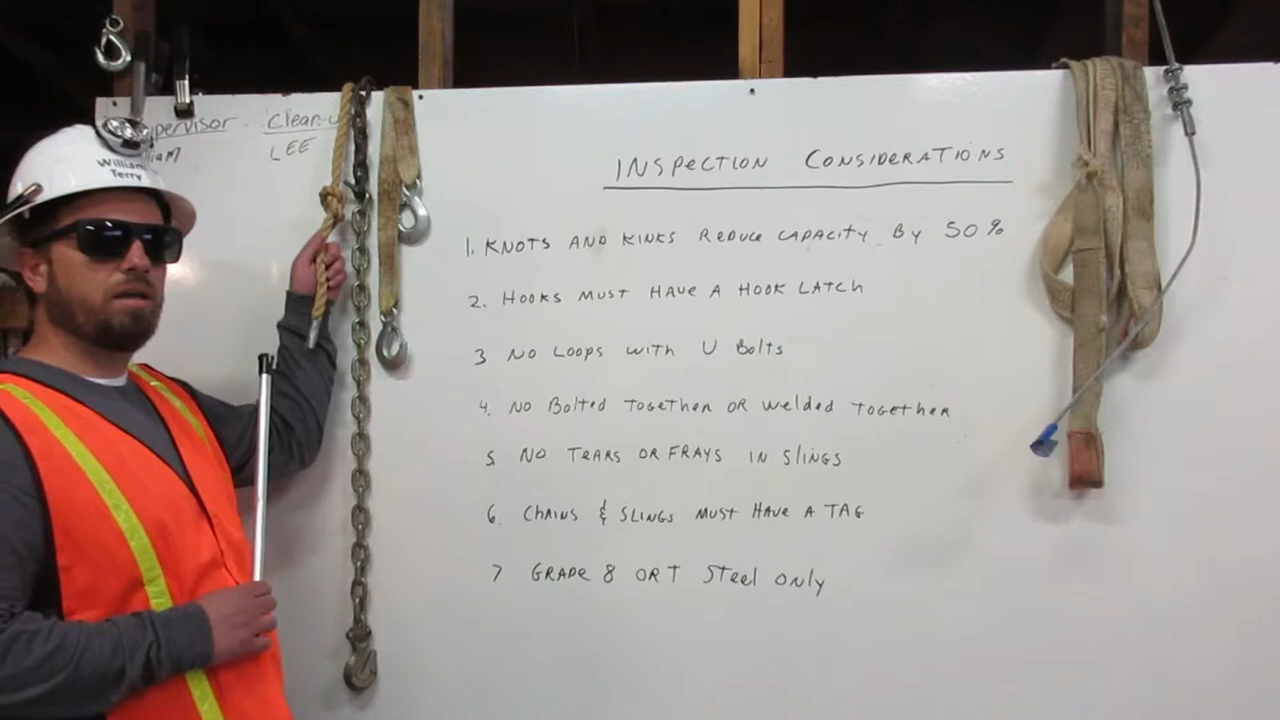 pervisor - Clean-u
liam LEE
William
Terry
INSPECTION CONSIDERATIONS
1. KNOTS AND KINKS REDUCE CAPACITY BY 50%
2. HOOKS MUST HAVE A HOOK LATCH
3 NO LOOPS WITH U Bolts
4. NO Bolted Together OR Welded Together
5 NO TEARS OR FRAYS IN SLINGS
6. CHAINS & SLINGS MUST HAVE A TAG
7 GRADE 8 OR T Steel only